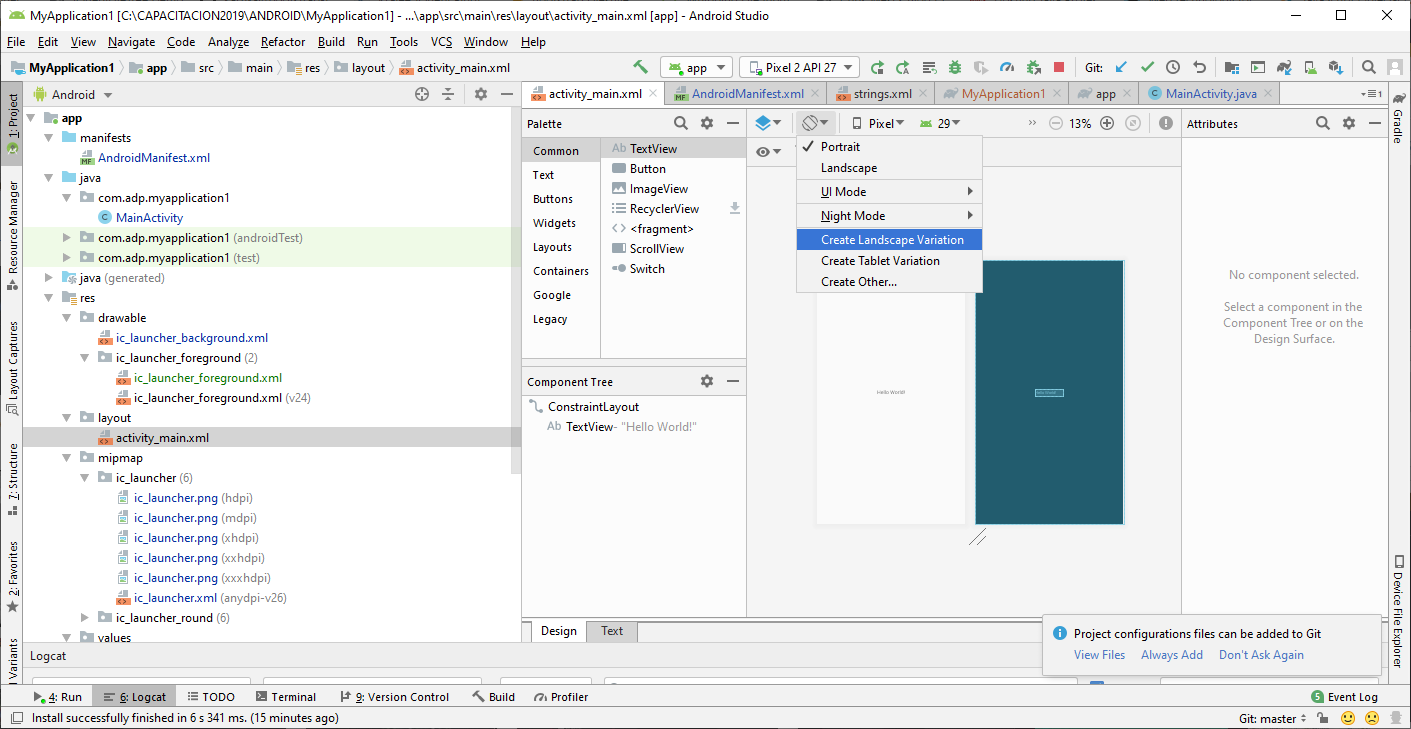 MyApplication1 [C:\CAPACITACION2019\ANDROID\MyApplication1] - ...\app\src\main\res\layout\activity_main.xml [app] - Android Studio
File Edit View Navigate Code Analyze Refactor Build Run Tools VCS Window Help
MyApplication1 app src main res layout activity_main.xml app Pixel 2 API 27 Git:
Android
activity_main.xml AndroidManifest.xml strings.xml MyApplication1 app MainActivity.java
1: Project
Resource Manager
Layout Captures
7: Structure
2: Favorites
Variants
app
manifests
AndroidManifest.xml
java
com.adp.myapplication1
MainActivity
com.adp.myapplication1 (androidTest)
com.adp.myapplication1 (test)
java (generated)
res
drawable
ic_launcher_background.xml
ic_launcher_foreground (2)
ic_launcher_foreground.xml
ic_launcher_foreground.xml (v24)
layout
activity_main.xml
mipmap
ic_launcher (6)
ic_launcher.png (hdpi)
ic_launcher.png (mdpi)
ic_launcher.png (xhdpi)
ic_launcher.png (xxhdpi)
ic_launcher.png (xxxhdpi)
ic_launcher.xml (anydpi-v26)
ic_launcher_round (6)
values
Palette
Common
Text
Buttons
Widgets
Layouts
Containers
Google
Legacy
Ab TextView
Button
ImageView
RecyclerView
<fragment>
ScrollView
Switch
Component Tree
ConstraintLayout
Ab TextView- "Hello World!"
Pixel 29 13%
Portrait
Landscape
UI Mode
Night Mode
Create Landscape Variation
Create Tablet Variation
Create Other...
Hello World!
Attributes
No component selected.
Select a component in the
Component Tree or on the
Design Surface.
Gradle
Device File Explorer
Design Text
Project configurations files can be added to Git
View Files Always Add Don't Ask Again
Logcat
4: Run 6: Logcat TODO Terminal 9: Version Control Build Profiler 5 Event Log
Install successfully finished in 6 s 341 ms. (15 minutes ago) Git: master